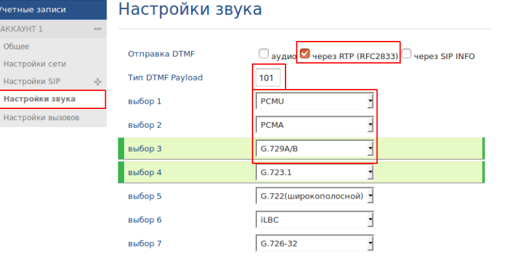 Учетные записи
Настройки звука
АККАУНТ 1
Общее
Настройки сети
Настройки SIP
Настройки звука
Настройки вызовов
Отправка DTMF
аудио
через RTP (RFC2833)
через SIP INFO
Тип DTMF Payload
101
выбор 1
PCMU
выбор 2
PCMA
выбор 3
G.729A/B
выбор 4
G.723.1
выбор 5
G.722(широкополосной)
выбор 6
iLBC
выбор 7
G.726-32